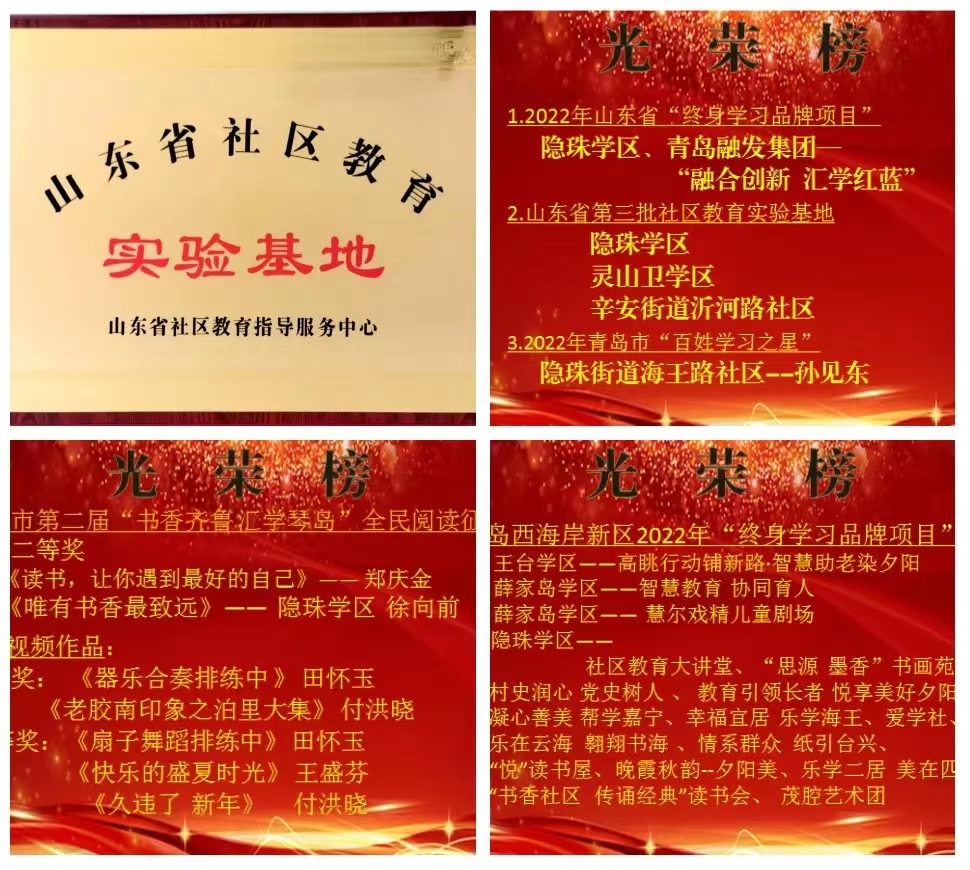 山东省社区教育
实验基地
山东省社区教育指导服务中心
光荣榜
1.2022年山东省“终身学习品牌项目”
隐珠学区、青岛融发集团—
“融合创新 汇学红蓝”
2.山东省第三批社区教育实验基地
隐珠学区
灵山卫学区
辛安街道沂河路社区
3.2022年青岛市“百姓学习之星”
隐珠街道海王路社区——孙见东
光荣榜
市第二届“书香齐鲁·汇学琴岛”全民阅读征
二等奖
《读书，让你遇到最好的自己》—— 郑庆金
《唯有书香最致远》—— 隐珠学区 徐向前
视频作品：
奖： 《器乐合奏排练中》田怀玉
《老胶南印象之泊里大集》 付洪晓
等奖： 《扇子舞蹈排练中》田怀玉
《快乐的盛夏时光》 王盛芬
《久违了 新年》 付洪晓
光荣榜
岛西海岸新区2022年“终身学习品牌项目”
王台学区——高眺行动铺新路·智慧助老染夕阳
薛家岛学区——智慧教育 协同育人
薛家岛学区—— 慧尔戏精儿童剧场
隐珠学区——
社区教育大讲堂、“思源 墨香”书画苑
村史润心 党史树人 、 教育引领长者 悦享美好夕阳
凝心善美 帮学嘉宁、幸福宜居 乐学海王、爱学社、
乐在云海 翱翔书海 、情系群众 纸引台兴、
“悦”读书屋、晚霞秋韵--夕阳美、乐学二居 美在四
“书香社区 传诵经典”读书会、 茂腔艺术团